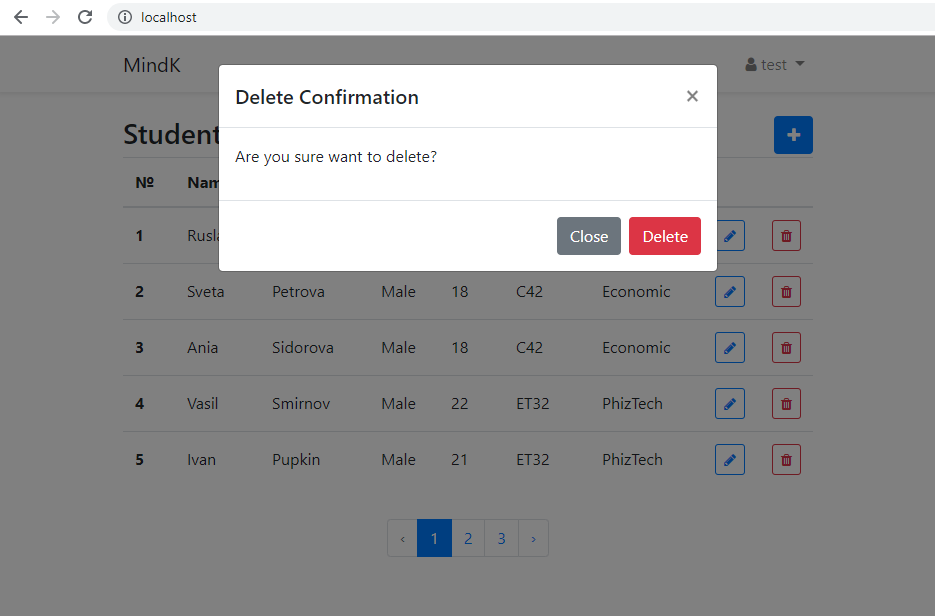 localhost
MindK
test
Delete Confirmation ×
Student
Are you sure want to delete?
№
1
Close Delete
2 Sveta Petrova Male 18 C42 Economic
3 Ania Sidorova Male 18 C42 Economic
4 Vasil Smirnov Male 22 ET32 PhizTech
5 Ivan Pupkin Male 21 ET32 PhizTech
‹ 1 2 3 ›